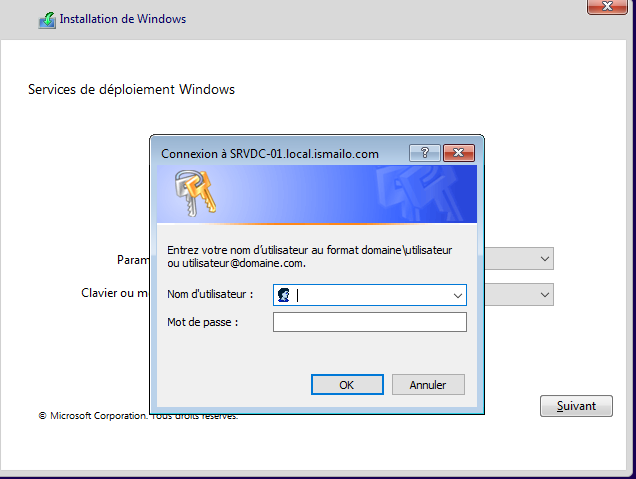 Installation de Windows
Services de déploiement Windows
Connexion à SRVDC-01.local.ismailo.com
?
Entrez votre nom d'utilisateur au format domaine\utilisateur
ou utilisateur@domaine.com.
Param
Nom d'utilisateur :
Clavier ou m
Mot de passe :
OK
Annuler
Suivant
© Microsoft Corporation. Tous droits réservés.